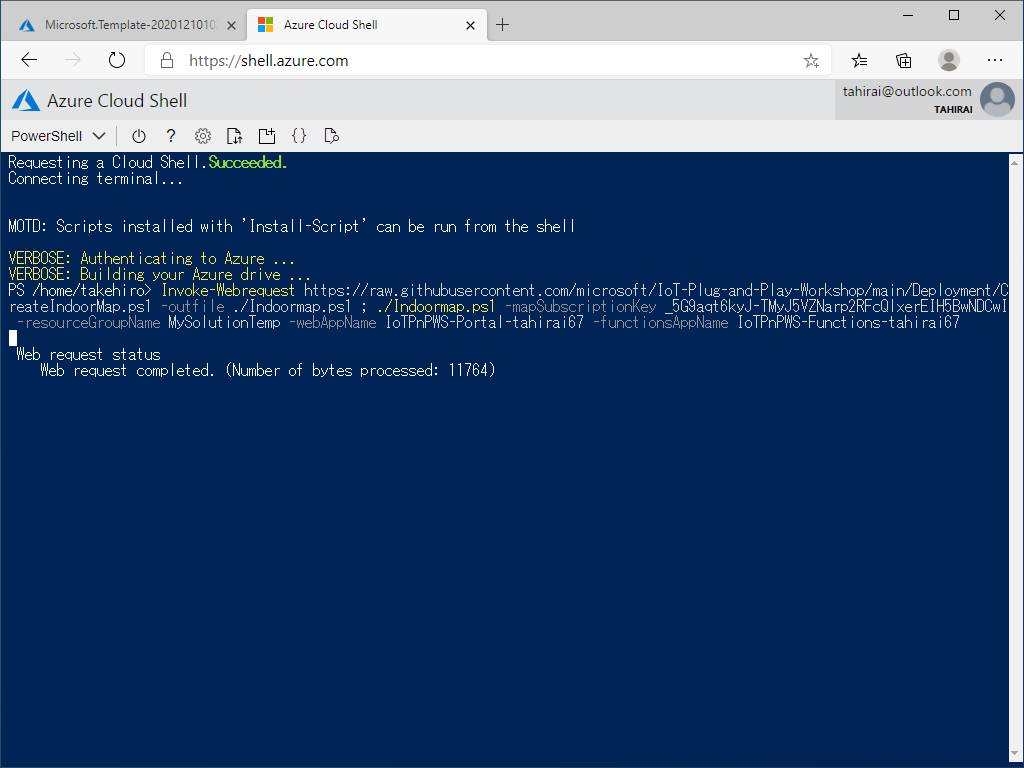 Microsoft.Template-2020121010
Azure Cloud Shell
https://shell.azure.com
Azure Cloud Shell
tahirai@outlook.com
TAHIRAI
PowerShell
Requesting a Cloud Shell.Succeeded.
Connecting terminal...
MOTD: Scripts installed with 'Install-Script' can be run from the shell
VERBOSE: Authenticating to Azure ...
VERBOSE: Building your Azure drive ...
PS /home/takehiro> Invoke-Webrequest https://raw.githubusercontent.com/microsoft/IoT-Plug-and-Play-Workshop/main/Deployment/C
reateIndoorMap.ps1 -outfile ./Indoormap.ps1 ; ./Indoormap.ps1 -mapSubscriptionKey _5G9aqt6kyJ-TMyJ5VZNarp2RFcQlxerEIH5BwNDCwI
-resourceGroupName MySolutionTemp -webAppName IoTPnPWS-Portal-tahirai67 -functionsAppName IoTPnPWS-Functions-tahirai67
Web request status
Web request completed. (Number of bytes processed: 11764)